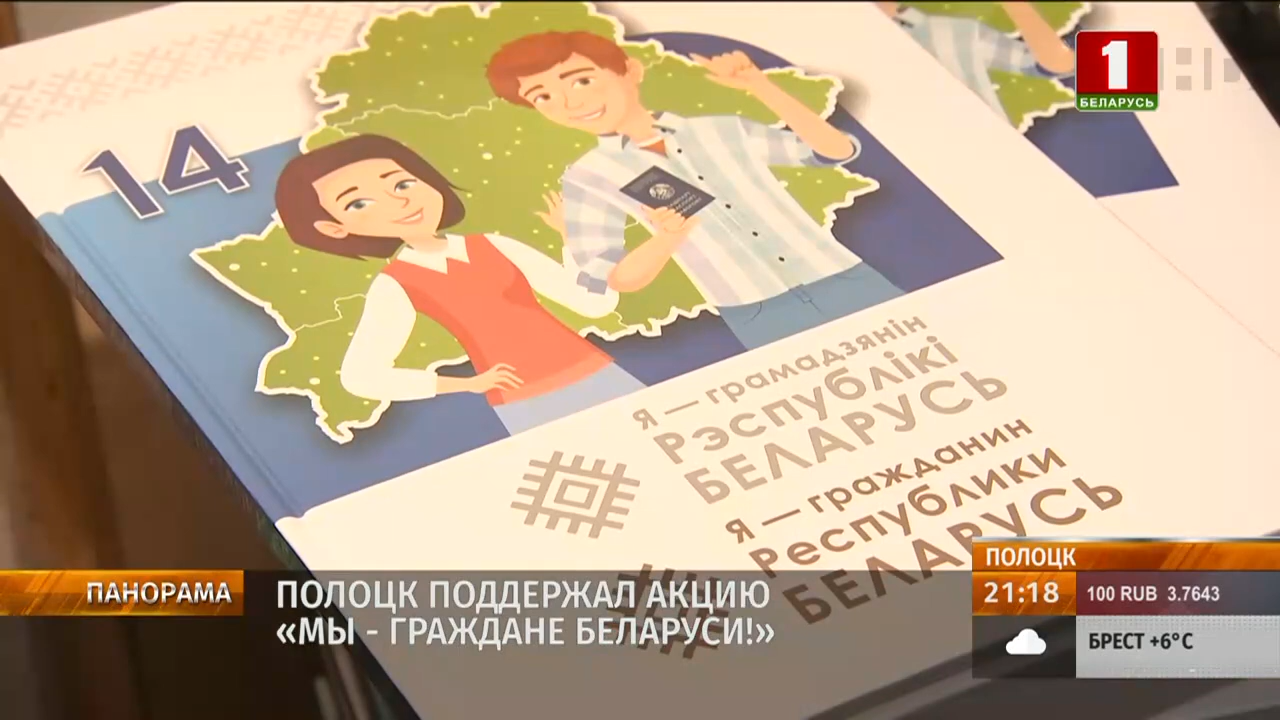 1
БЕЛАРУСЬ
14
Я — грамадзянін
Рэспублікі
БЕЛАРУСЬ
Я — гражданин
Республики
БЕЛАРУСЬ
ПАНОРАМА
ПОЛОЦК ПОДДЕРЖАЛ АКЦИЮ
«МЫ - ГРАЖДАНЕ БЕЛАРУСИ!»
ПОЛОЦК
21:18
100 RUB 3.7643
БРЕСТ +6°C